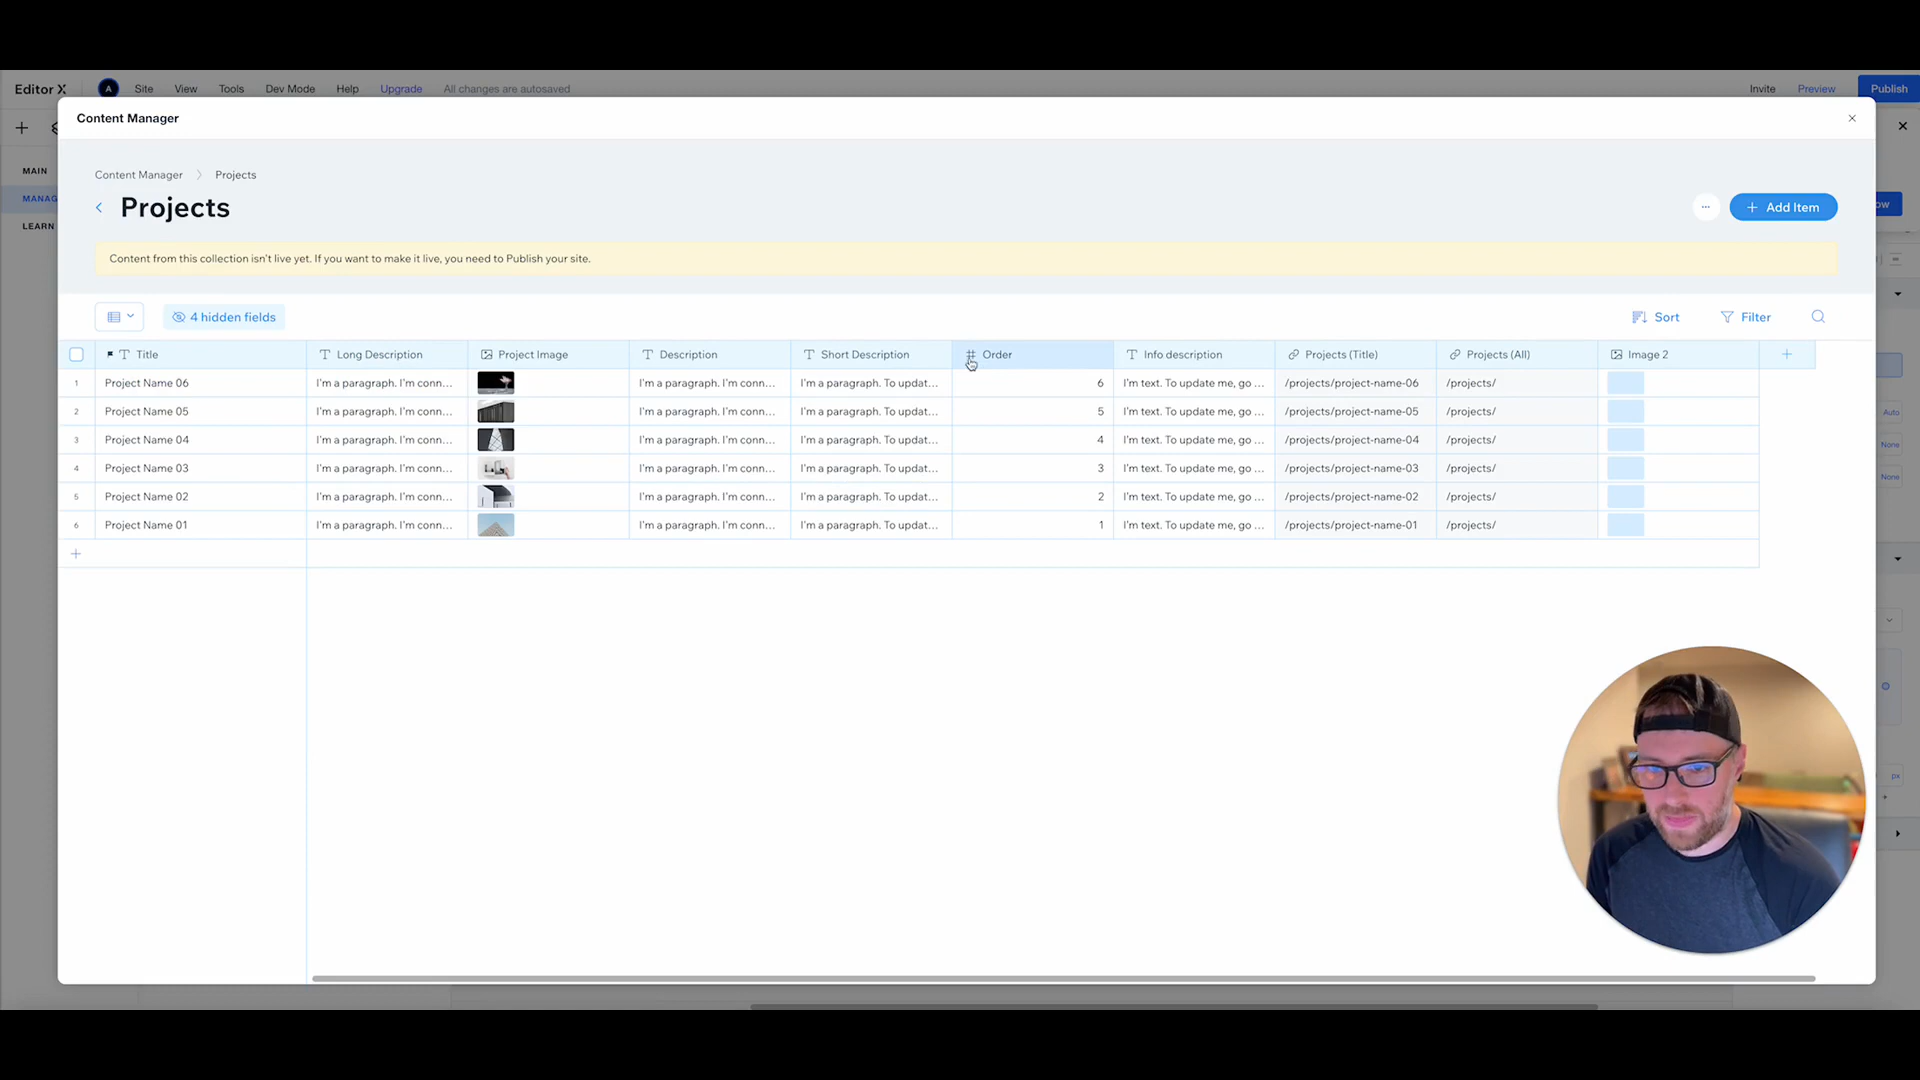 Editor X A Site View Tools Dev Mode Help Upgrade All changes are autosaved Invite Preview Publish
Content Manager
MAIN
Content Manager Projects
MANAG
Projects
... + Add Item
LEARN
Content from this collection isn't live yet. If you want to make it live, you need to Publish your site.
4 hidden fields Sort Filter
Title Long Description Project Image Description Short Description # Order Info description Projects (Title) Projects (All) Image 2 +
1 Project Name 06 I'm a paragraph. I'm conn... I'm a paragraph. I'm conn... I'm a paragraph. To updat... 6 I'm text. To update me, go ... /projects/project-name-06 /projects/
2 Project Name 05 I'm a paragraph. I'm conn... I'm a paragraph. I'm conn... I'm a paragraph. To updat... 5 I'm text. To update me, go ... /projects/project-name-05 /projects/ Auto
3 Project Name 04 I'm a paragraph. I'm conn... I'm a paragraph. I'm conn... I'm a paragraph. To updat... 4 I'm text. To update me, go ... /projects/project-name-04 /projects/ None
4 Project Name 03 I'm a paragraph. I'm conn... I'm a paragraph. I'm conn... I'm a paragraph. To updat... 3 I'm text. To update me, go ... /projects/project-name-03 /projects/ None
5 Project Name 02 I'm a paragraph. I'm conn... I'm a paragraph. I'm conn... I'm a paragraph. To updat... 2 I'm text. To update me, go ... /projects/project-name-02 /projects/
6 Project Name 01 I'm a paragraph. I'm conn... I'm a paragraph. I'm conn... I'm a paragraph. To updat... 1 I'm text. To update me, go ... /projects/project-name-01 /projects/
+
px